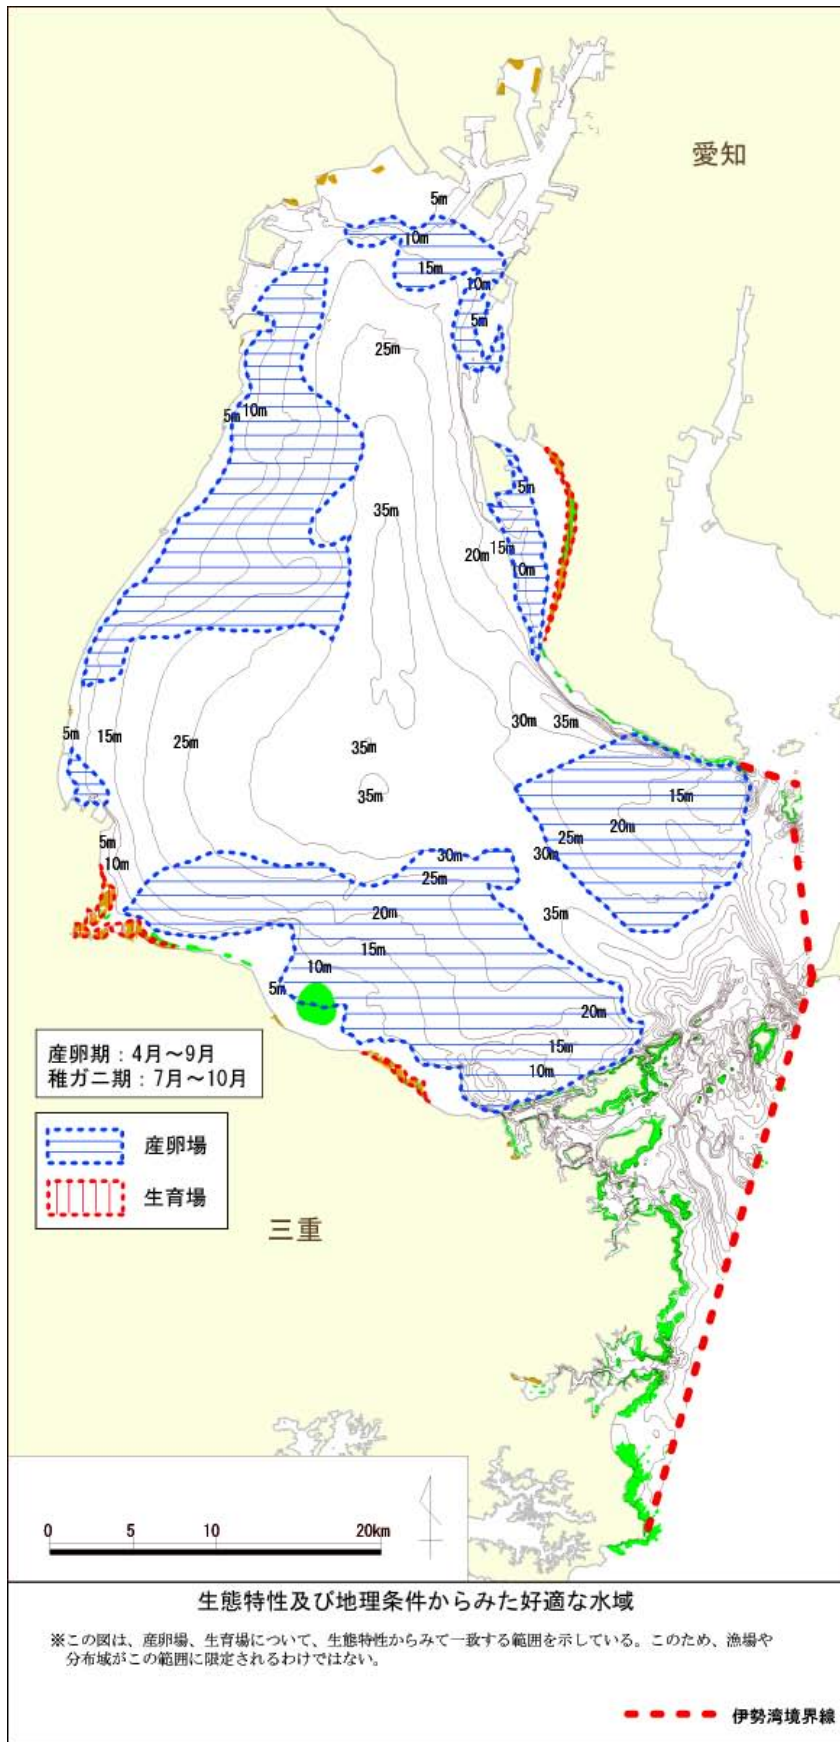 愛知
5m
10m
15m
10m
5m
25m
10m
5m
5m
35m
15m
20m
10m
30m
35m
5m
15m
25m
35m
35m
15m
20m
25m
30m
5m
10m
30m
25m
20m
35m
15m
10m
5m
20m
15m
10m
産卵期：4月～9月
稚ガニ期：7月～10月
産卵場
生育場
三重
0 5 10 20km
生態特性及び地理条件からみた好適な水域
※この図は、産卵場、生育場について、生態特性からみて一致する範囲を示している。このため、漁場や
分布域がこの範囲に限定されるわけではない。
伊勢湾境界線